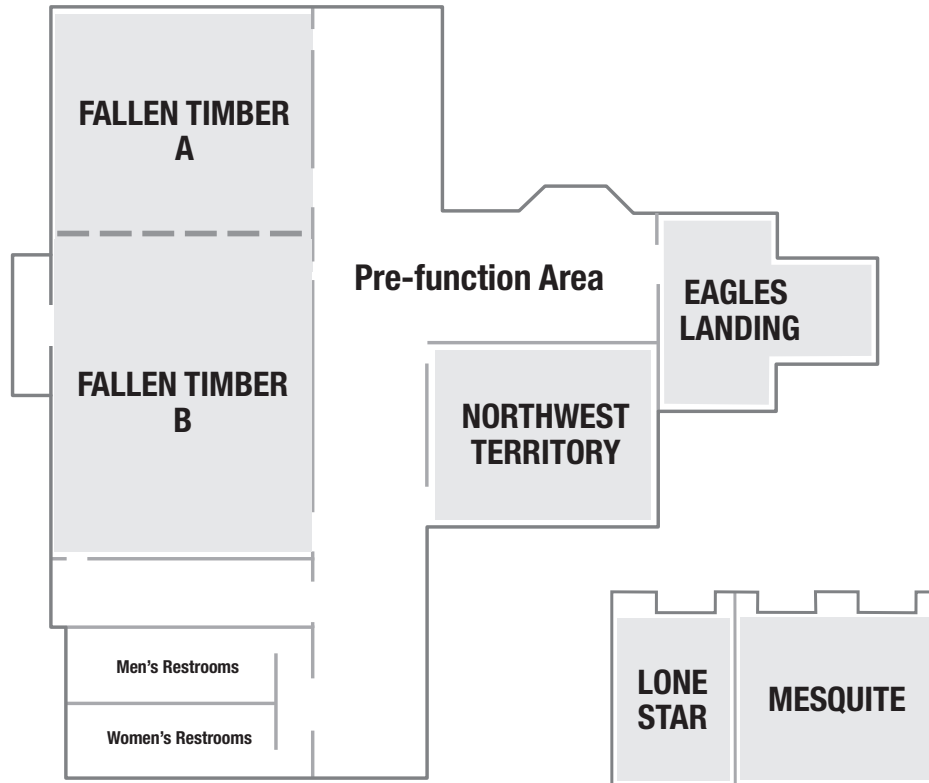 FALLEN TIMBER
A
Pre-function Area
EAGLES
LANDING
FALLEN TIMBER
B
NORTHWEST
TERRITORY
Men’s Restrooms
Women’s Restrooms
LONE
STAR
MESQUITE